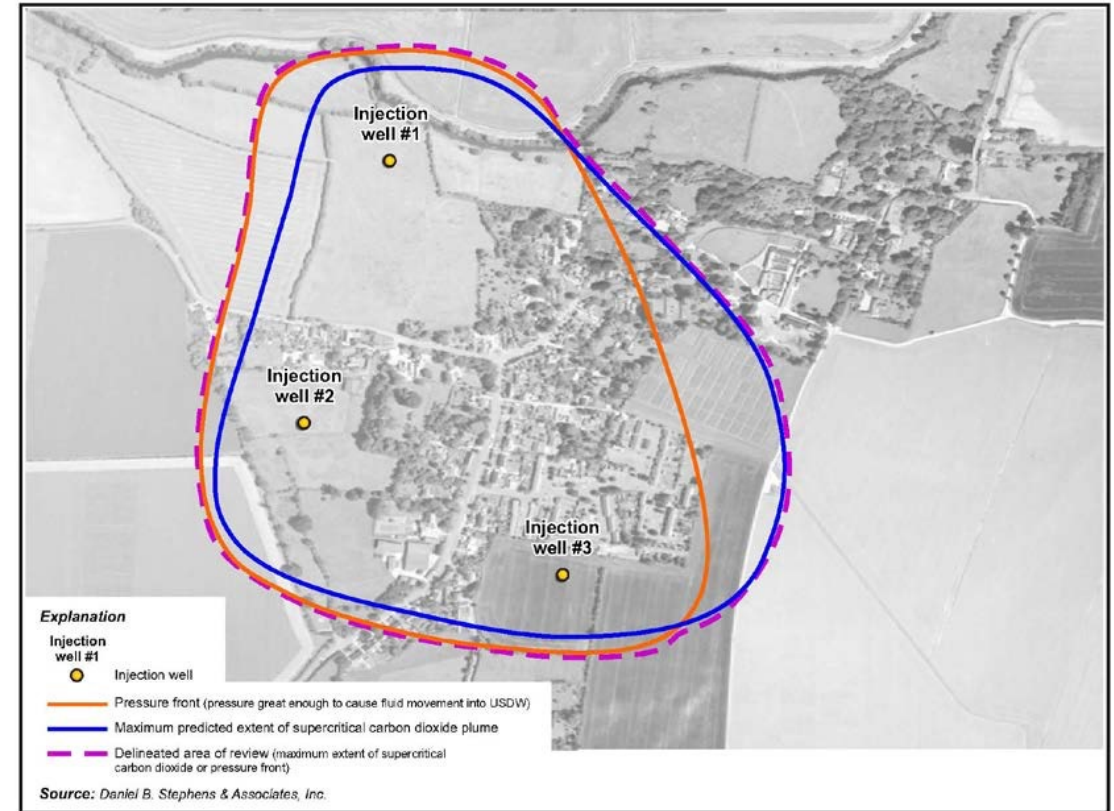 Injection
well #1
Injection
well #2
Injection
well #3
Explanation
Injection
well #1
Injection well
Pressure front (pressure great enough to cause fluid movement into USDW)
Maximum predicted extent of supercritical carbon dioxide plume
Delineated area of review (maximum extent of supercritical
carbon dioxide or pressure front)
Source: Daniel B. Stephens & Associates, Inc.